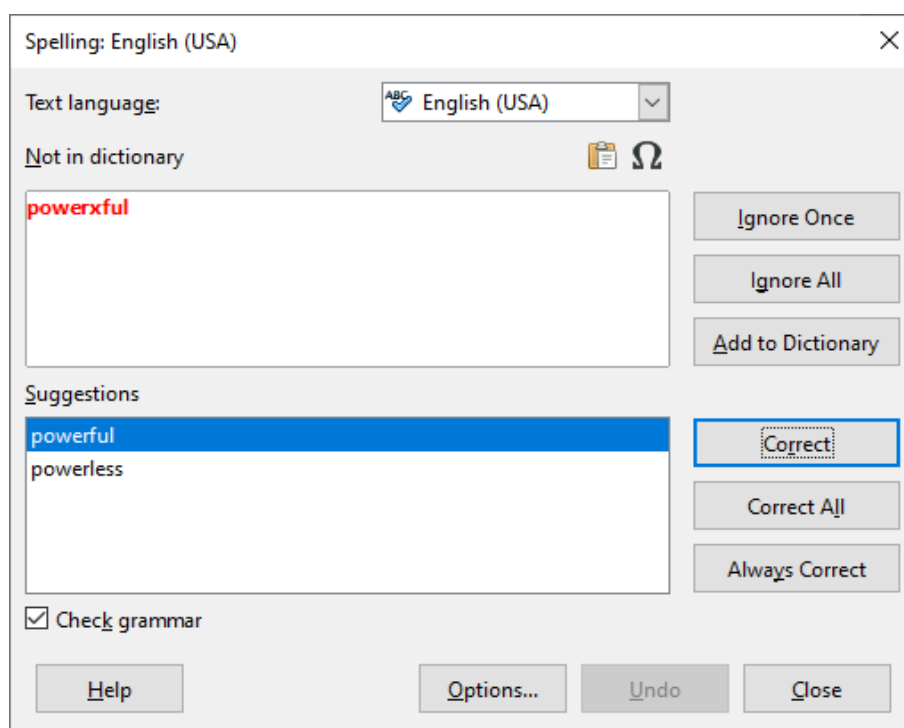 Spelling: English (USA)
Text language:
ABC
English (USA)
Not in dictionary
Ω
powerxful
Ignore Once
Ignore All
Add to Dictionary
Suggestions
powerful
powerless
Correct
Correct All
Always Correct
Check grammar
Help
Options...
Undo
Close